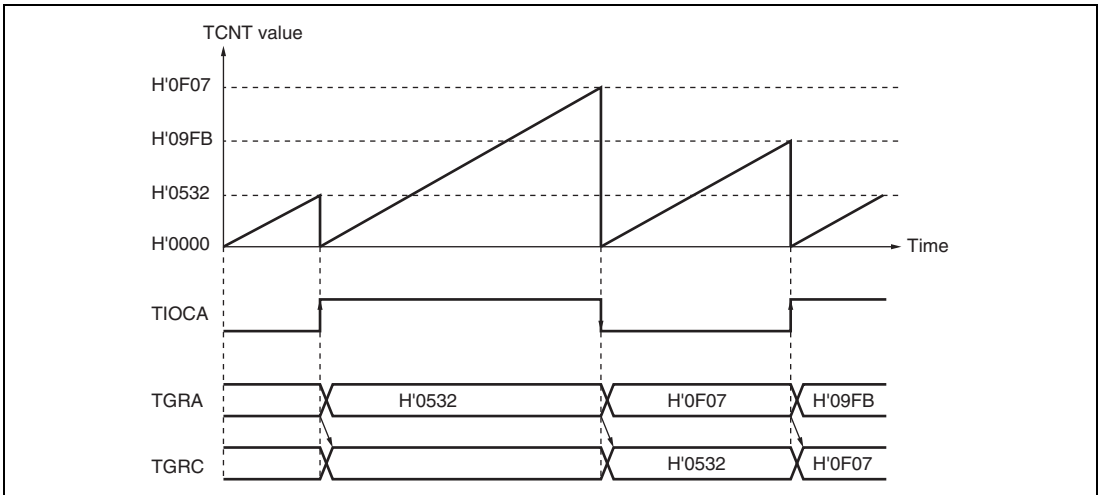 TCNT value
H'0F07
H'09FB
H'0532
H'0000
Time
TIOCA
TGRA H'0532 H'0F07 H'09FB
TGRC H'0532 H'0F07